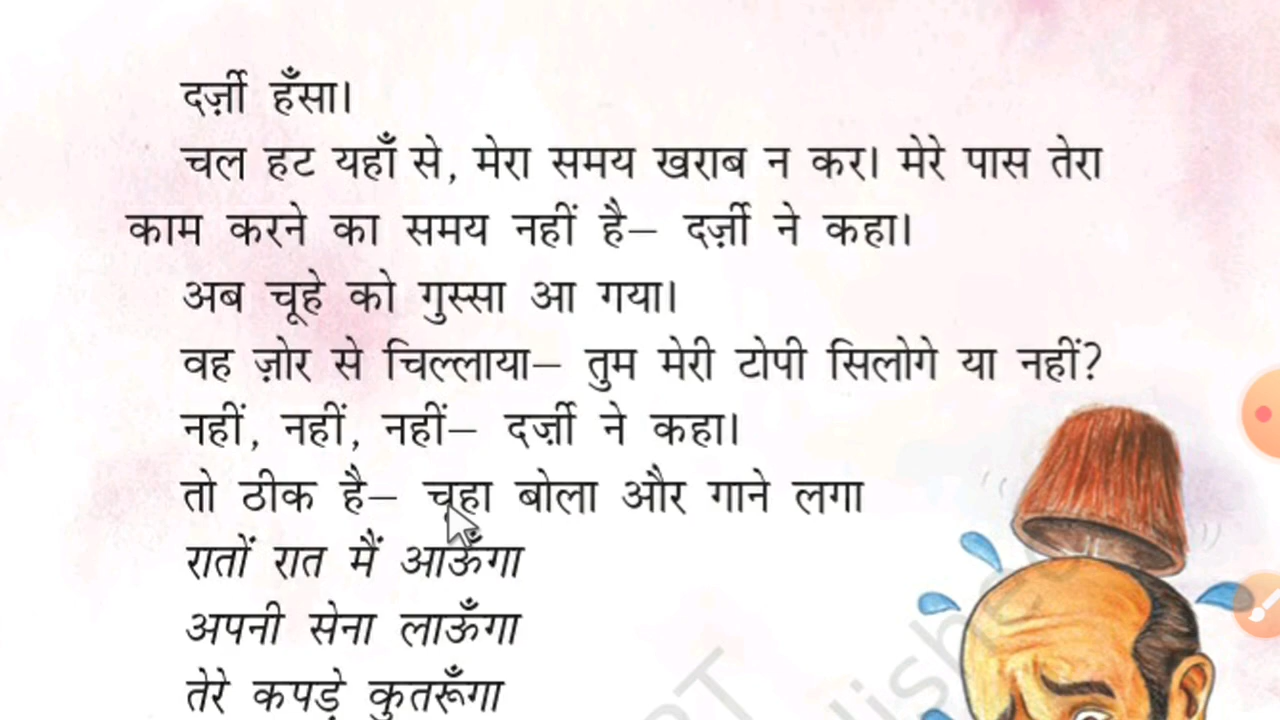 दर्ज़ी हँसा।
चल हट यहाँ से, मेरा समय खराब न कर। मेरे पास तेरा
काम करने का समय नहीं है– दर्ज़ी ने कहा।
अब चूहे को गुस्सा आ गया।
वह ज़ोर से चिल्लाया– तुम मेरी टोपी सिलोगे या नहीं?
नहीं, नहीं, नहीं– दर्ज़ी ने कहा।
तो ठीक है– चूहा बोला और गाने लगा
रातों रात मैं आऊँगा
अपनी सेना लाऊँगा
तेरे कपड़े कुतरूँगा